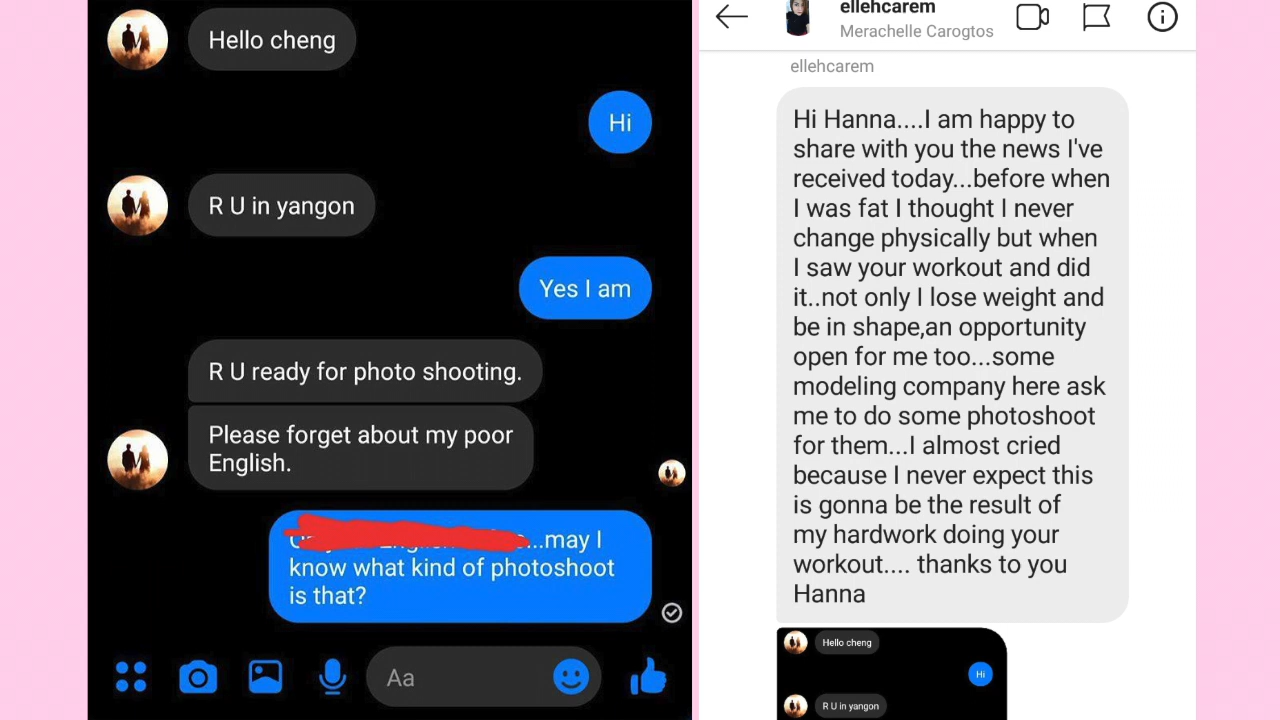 Hello cheng
Hi
R U in yangon
Yes I am
R U ready for photo shooting.
Please forget about my poor
English.
...may I
know what kind of photoshoot
is that?
Aa
ellehcarem
Merachelle Carogtos
ellehcarem
Hi Hanna....I am happy to
share with you the news I've
received today...before when
I was fat I thought I never
change physically but when
I saw your workout and did
it..not only I lose weight and
be in shape,an opportunity
open for me too...some
modeling company here ask
me to do some photoshoot
for them...I almost cried
because I never expect this
is gonna be the result of
my hardwork doing your
workout.... thanks to you
Hanna
Hello cheng
Hi
R U in yangon